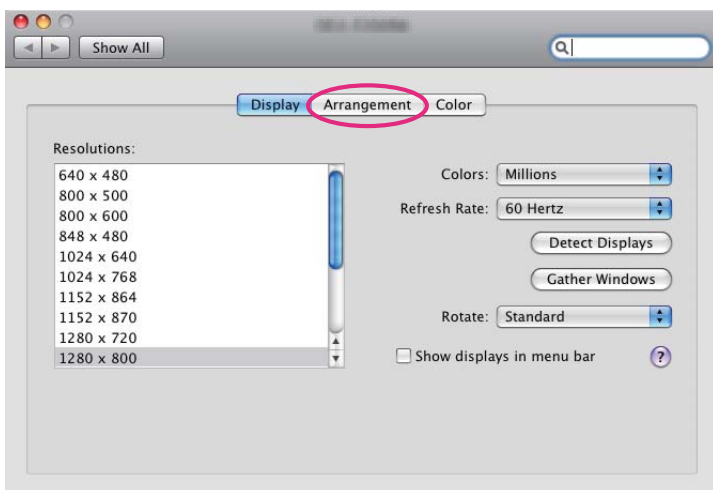 Show All
Display Arrangement Color
Resolutions:
640 x 480
800 x 500
800 x 600
848 x 480
1024 x 640
1024 x 768
1152 x 864
1152 x 870
1280 x 720
1280 x 800
Colors: Millions
Refresh Rate: 60 Hertz
Detect Displays
Gather Windows
Rotate: Standard
Show displays in menu bar ?